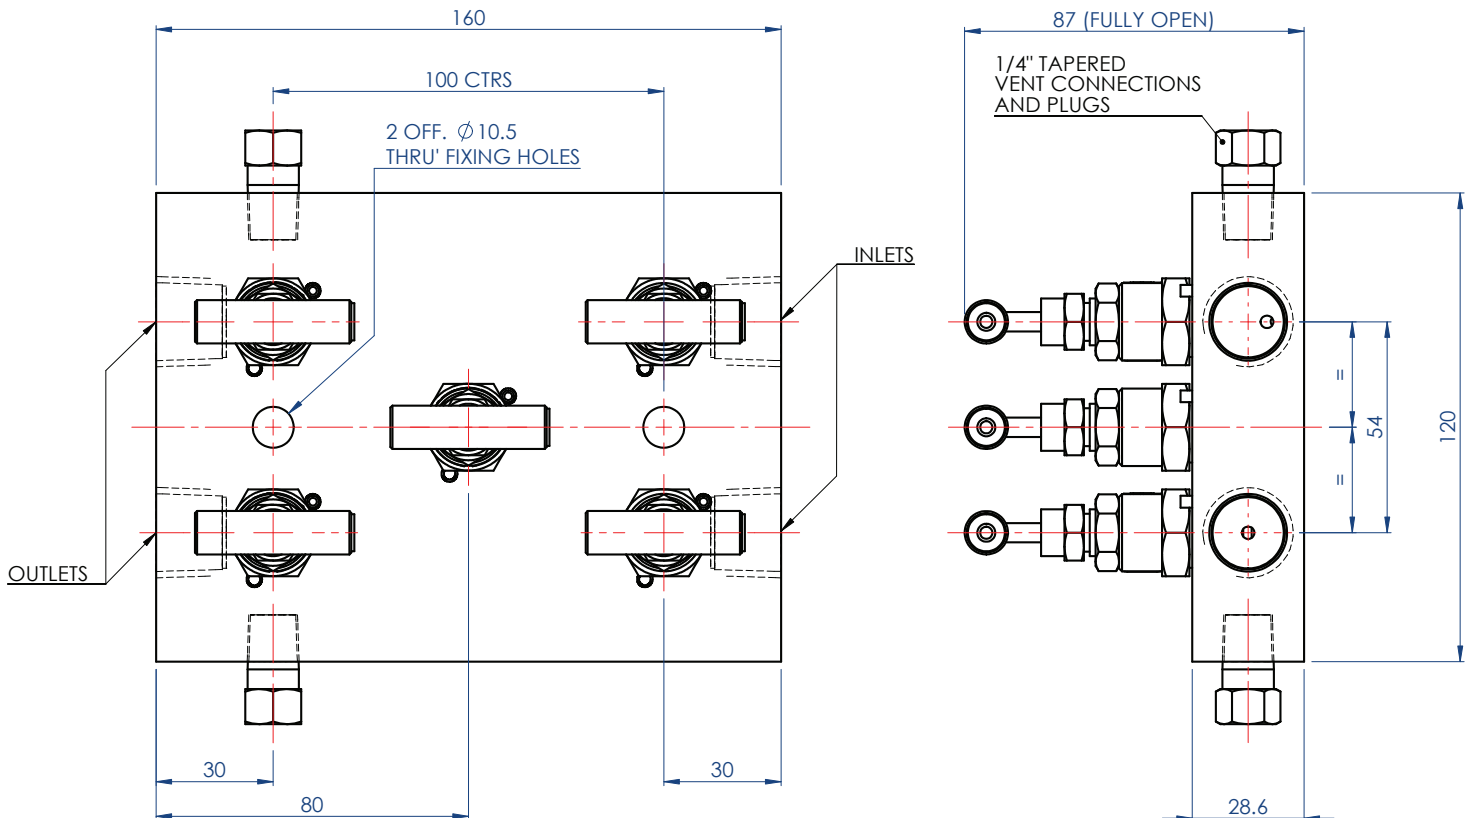 160
87 (FULLY OPEN)
100 CTRS
1/4" TAPERED
VENT CONNECTIONS
AND PLUGS
2 OFF. Ø10.5
THRU' FIXING HOLES
INLETS
=
54
120
=
OUTLETS
30
30
80
28.6